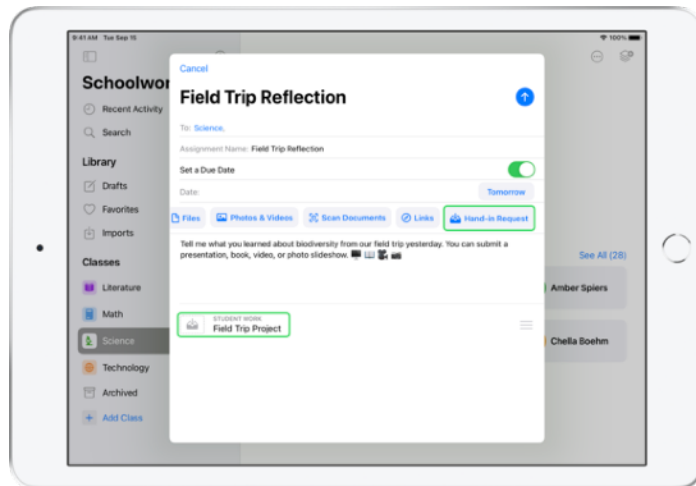 9:41 AM Tue Sep 15
100%
Cancel
Schoolwor
Field Trip Reflection
Recent Activity
To: Science,
Search
Assignment Name: Field Trip Reflection
Library
Set a Due Date
Drafts
Date:
Tomorrow
Favorites
Files
Photos & Videos
Scan Documents
Links
Hand-in Request
Imports
Tell me what you learned about biodiversity from our field trip yesterday. You can submit a
presentation, book, video, or photo slideshow. 🖥 📖 🎥 📷
Classes
See All (28)
Literature
Amber Spiers
Math
STUDENT WORK
Field Trip Project
Science
Chella Boehm
Technology
Archived
Add Class